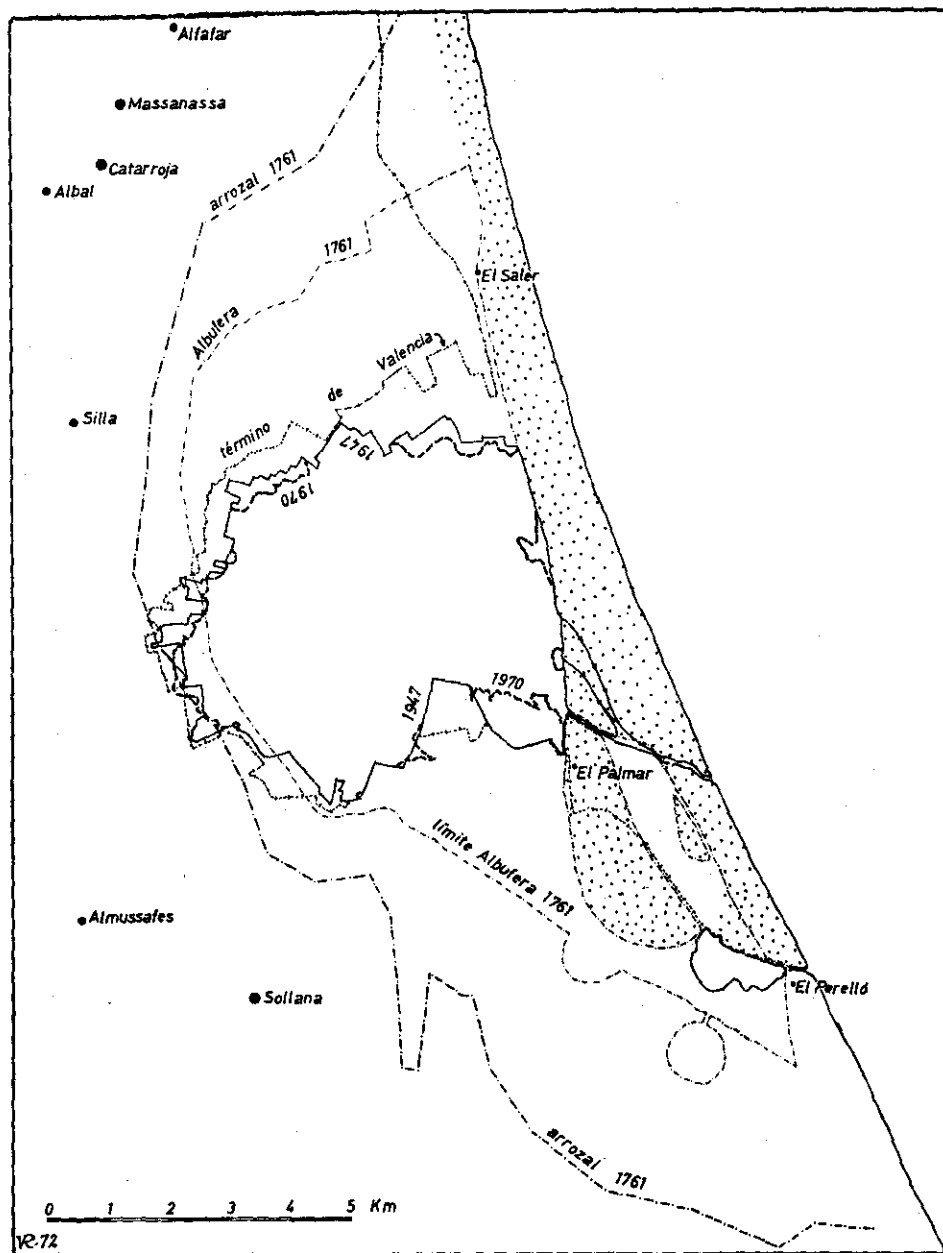 Alfafar
Massanassa
Catarroja
Albal
arrozal 1761
1761
Albufera
El Saler
Valencia
de
término
Silla
1947
1970
1970
1947
El Palmar
límite Albufera 1761
Almussafes
Sollana
El Perelló
arrozal 1761
0 1 2 3 4 5 Km
VR-72